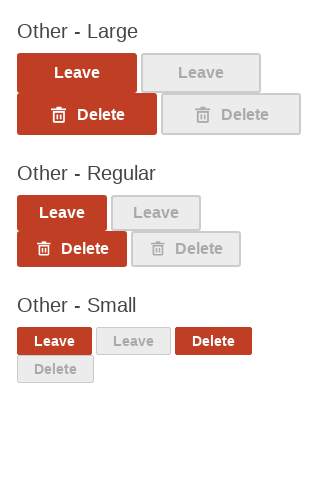 Other - Large
Leave Leave
Delete Delete
Other - Regular
Leave Leave
Delete Delete
Other - Small
Leave Leave Delete
Delete